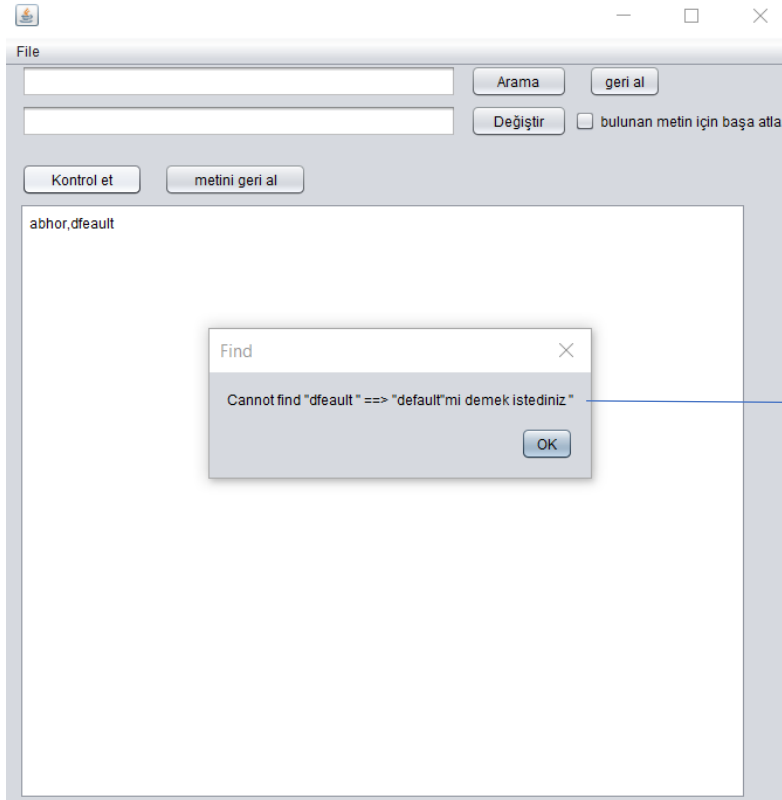 File
Arama geri al
Değiştir bulunan metin için başa atla
Kontrol et metini geri al
abhor,dfeault
Find
Cannot find "dfeault " ==> "default"mi demek istediniz "
OK